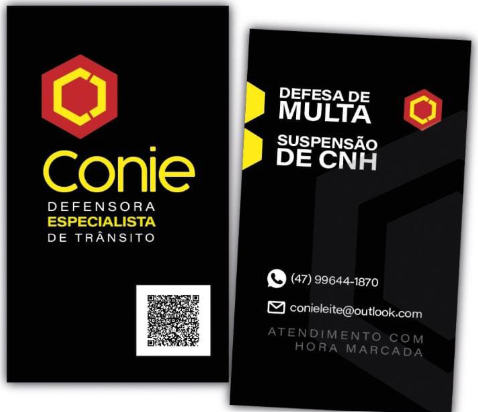 Conie
DEFENSORA
ESPECIALISTA
DE TRÂNSITO
DEFESA DE
MULTA
SUSPENSÃO
DE CNH
(47) 99644-1870
conieleite@outlook.com
ATENDIMENTO COM
HORA MARCADA